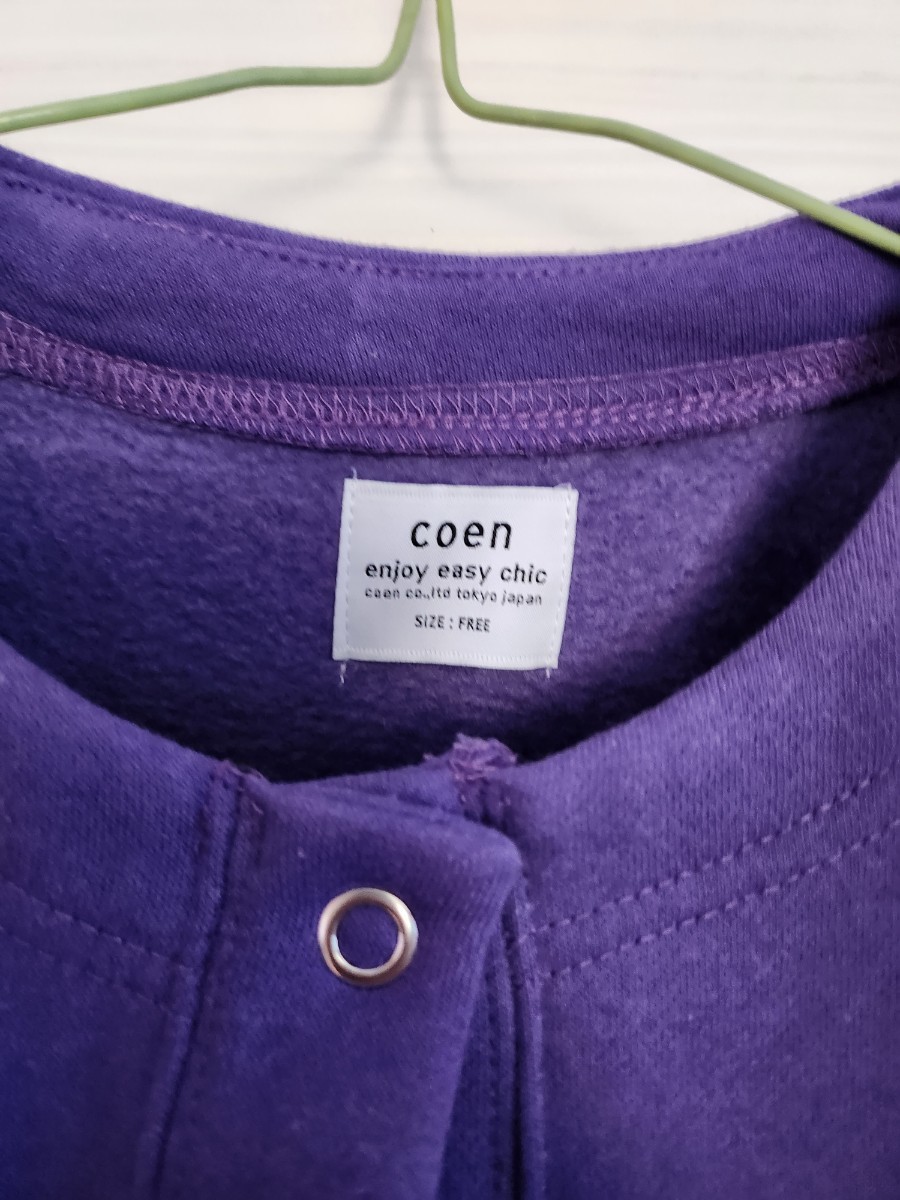 coen
enjoy easy chic
coen co.,ltd tokyo japan
SIZE : FREE